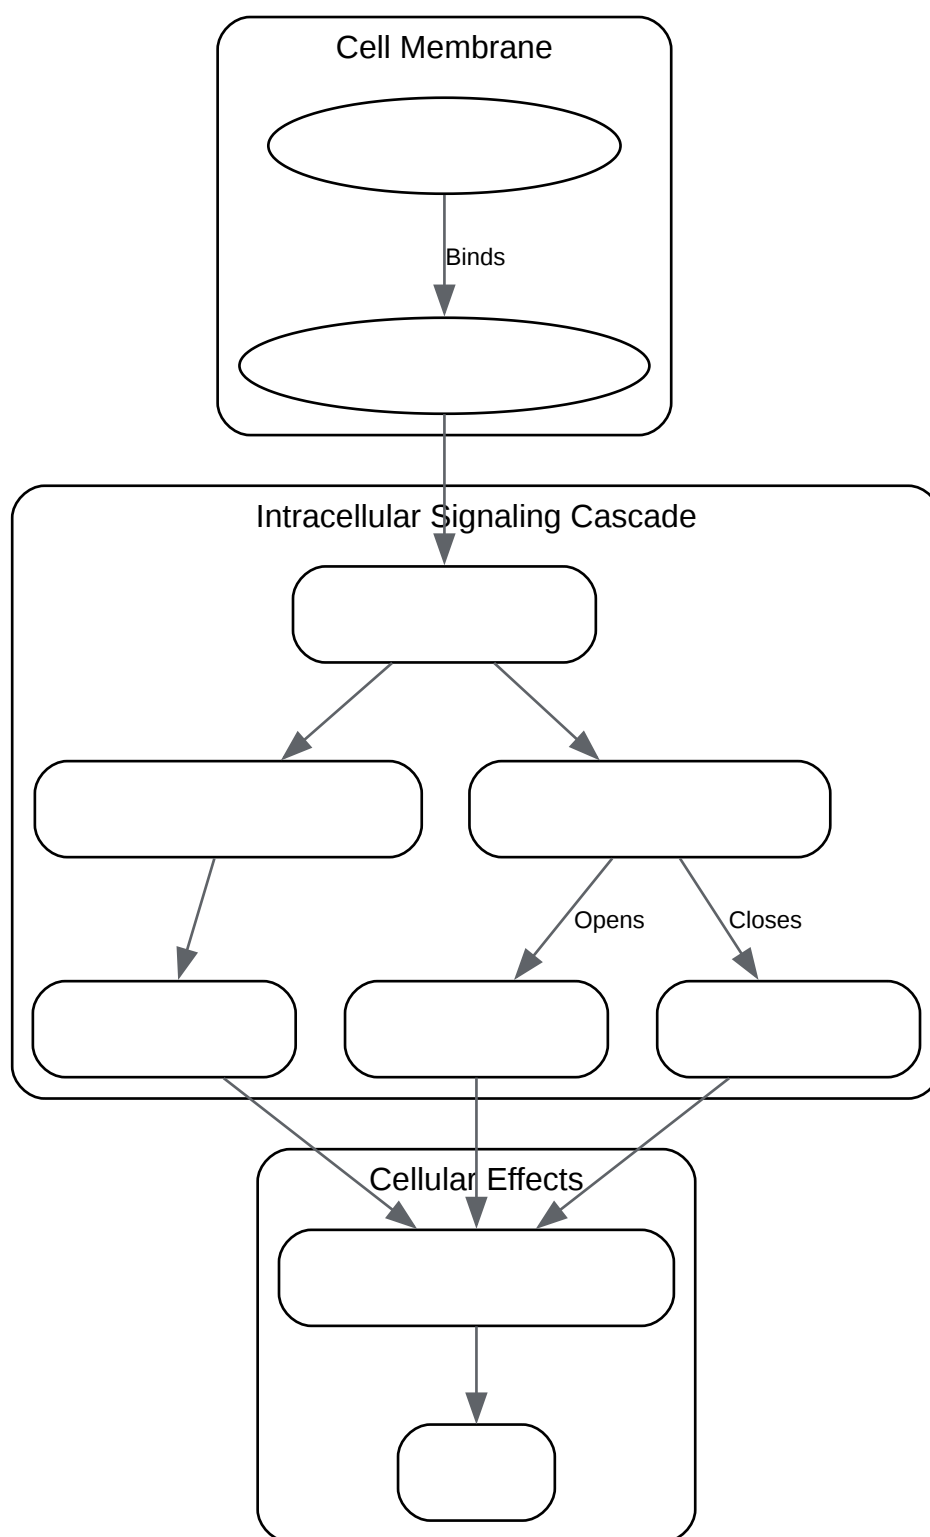 Cell Membrane
Binds
Intracellular Signaling Cascade
Opens
Closes
Cellular Effects